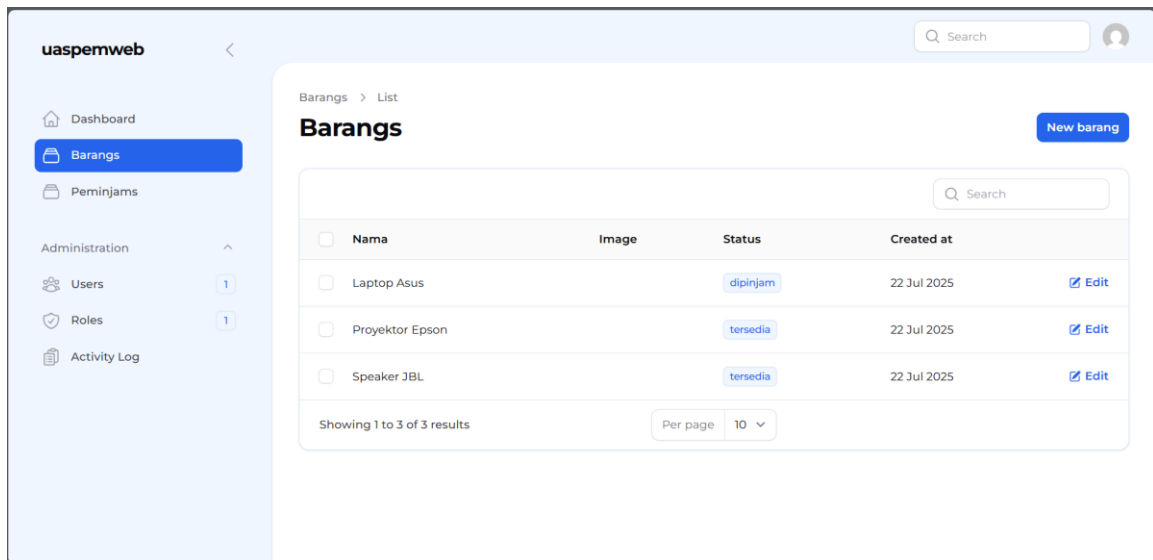 uaspemweb
Search
Dashboard
Barangs
Peminjams
Administration
Users 1
Roles 1
Activity Log
Barangs > List
Barangs
New barang
Search
Nama Image Status Created at
Laptop Asus dipinjam 22 Jul 2025 Edit
Proyektor Epson tersedia 22 Jul 2025 Edit
Speaker JBL tersedia 22 Jul 2025 Edit
Showing 1 to 3 of 3 results Per page 10